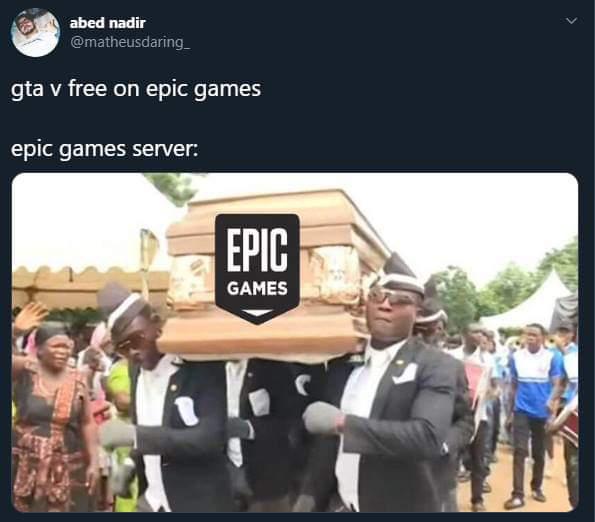 abed nadir
@matheusdaring_
gta v free on epic games
epic games server:
EPIC
GAMES